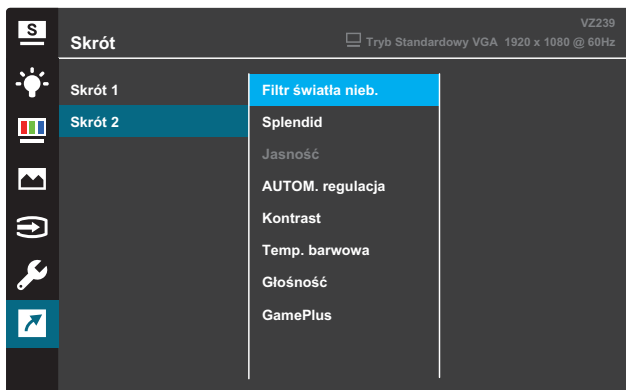 S
VZ239
Skrót
Tryb Standardowy VGA 1920 x 1080 @ 60Hz
Skrót 1
Skrót 2
Filtr światła nieb.
Splendid
Jasność
AUTOM. regulacja
Kontrast
Temp. barwowa
Głośność
GamePlus